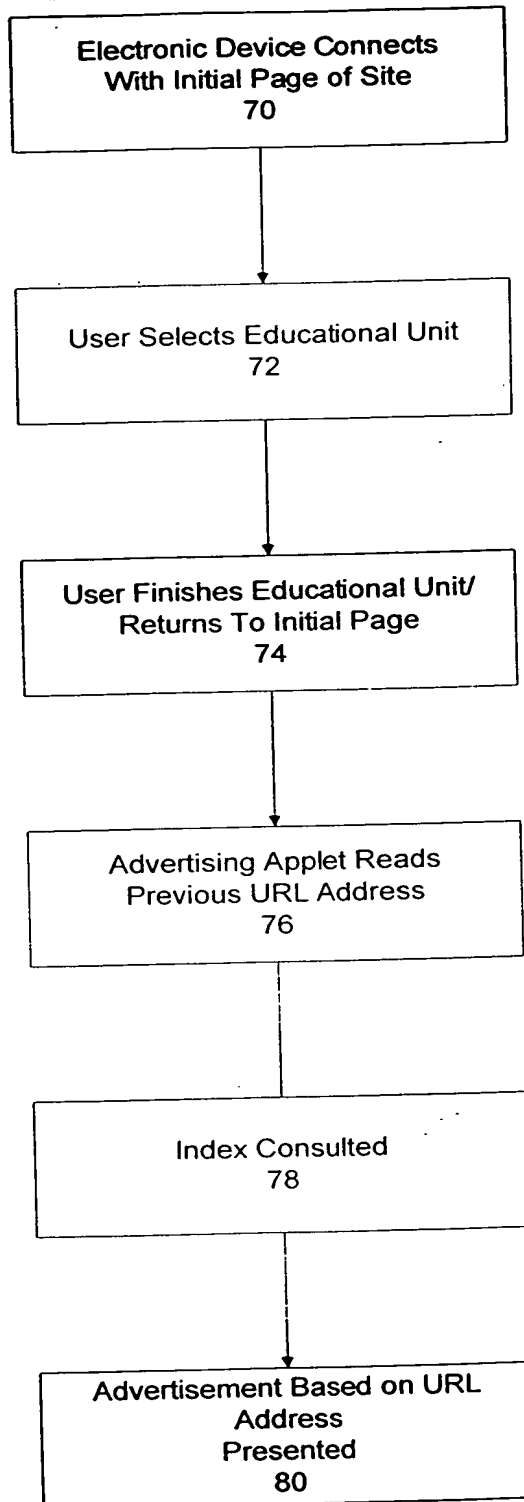 Electronic Device Connects
With Initial Page of Site
70
User Selects Educational Unit
72
User Finishes Educational Unit/
Returns To Initial Page
74
Advertising Applet Reads
Previous URL Address
76
Index Consulted
78
Advertisement Based on URL
Address
Presented
80